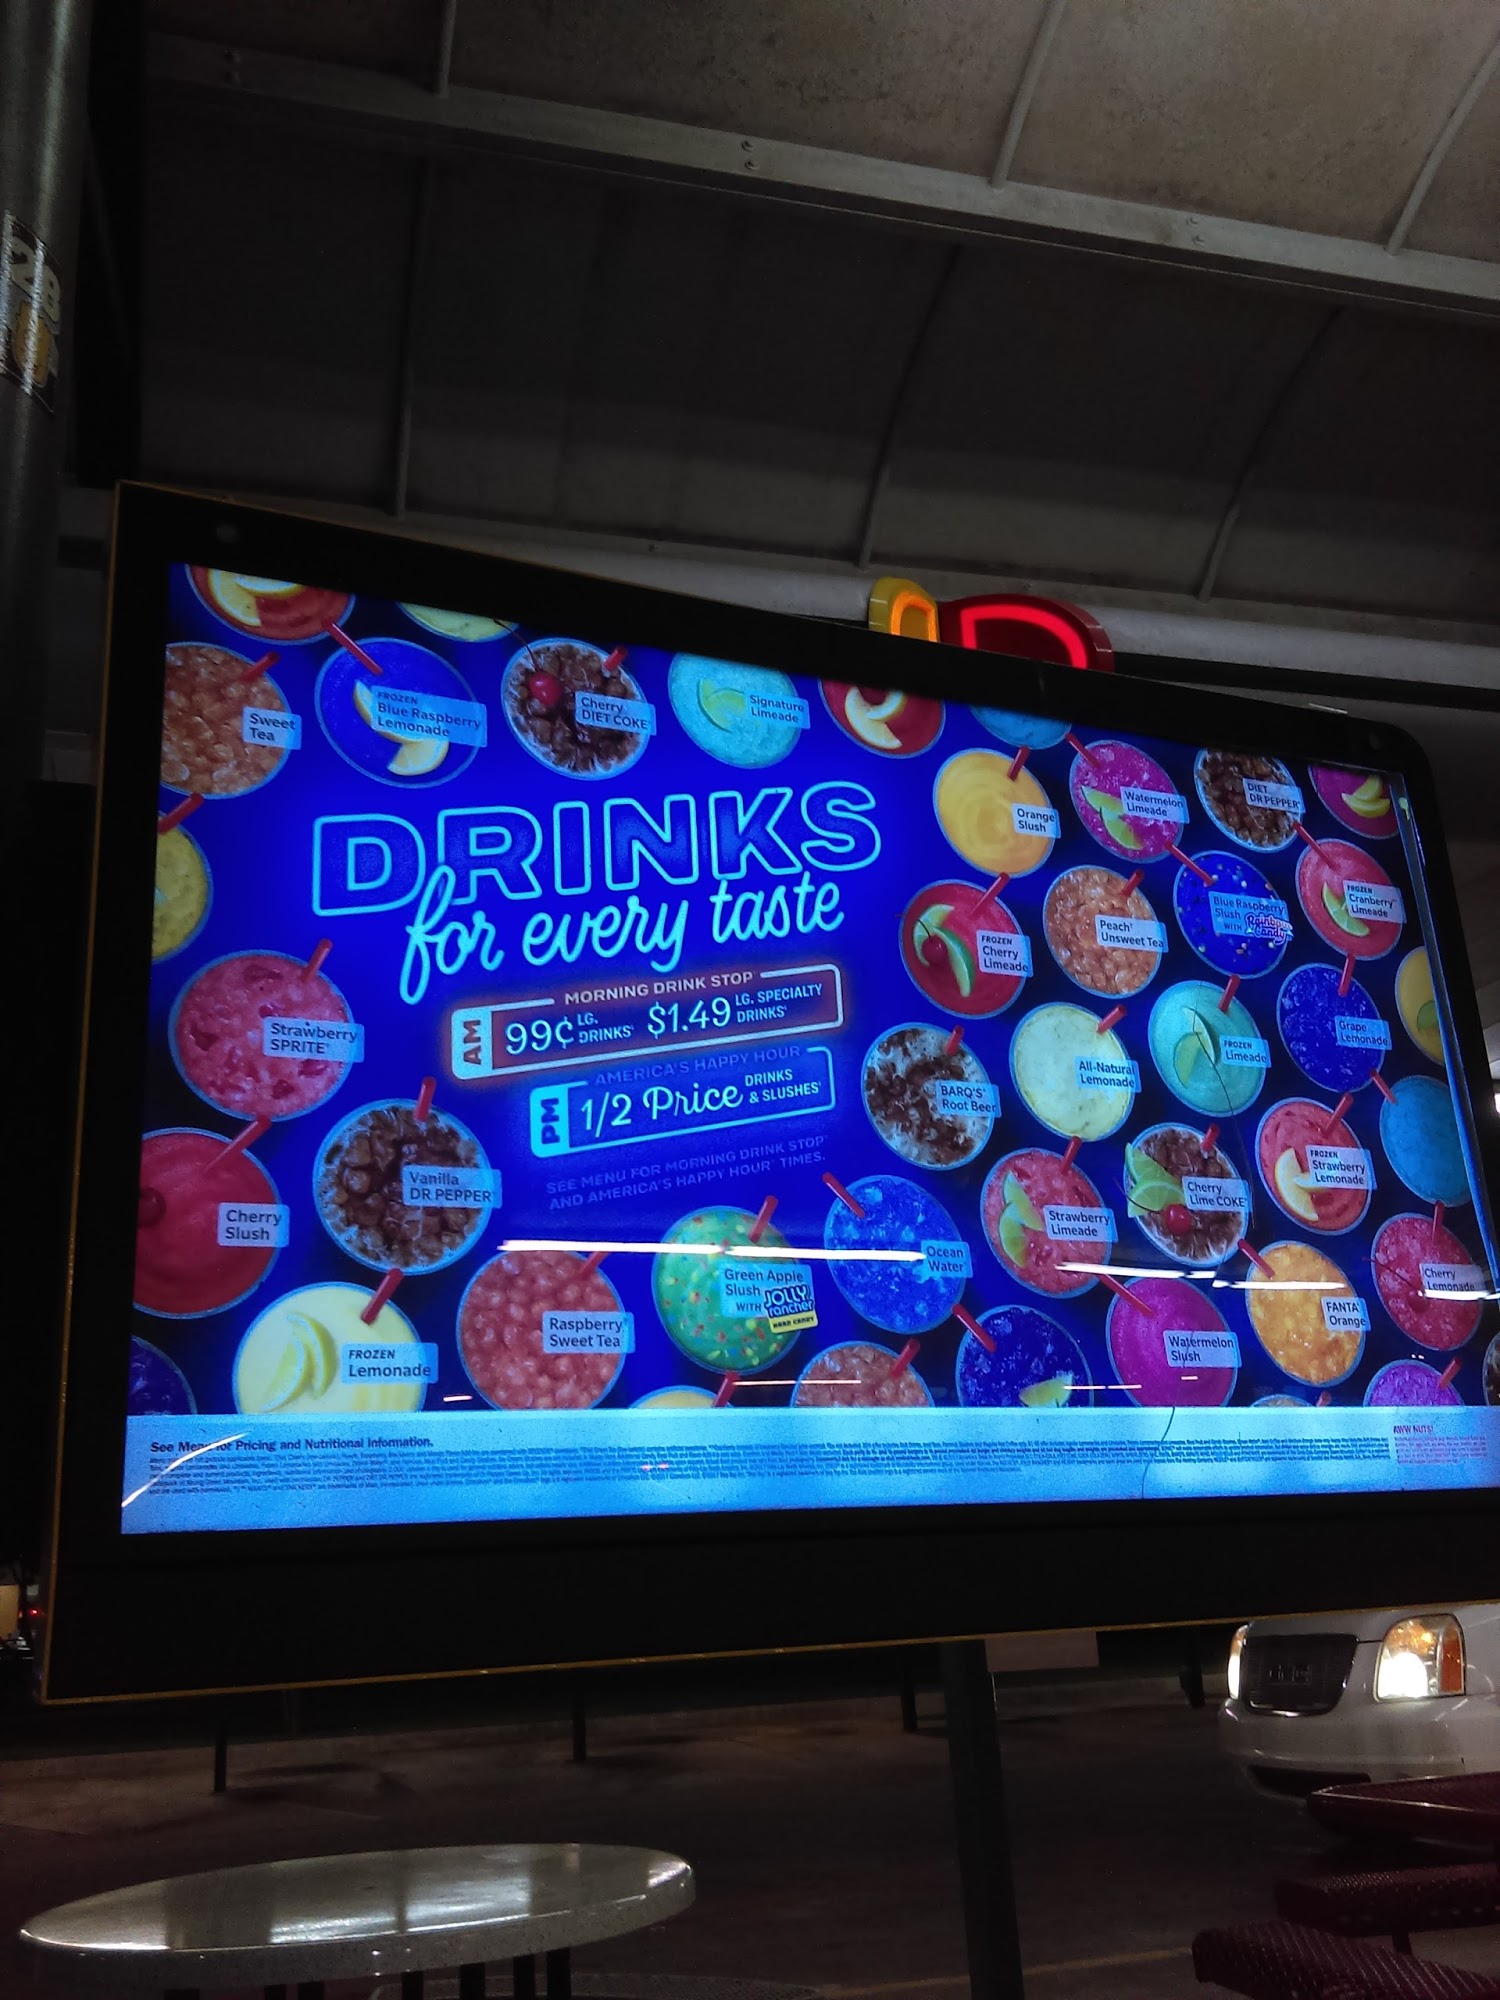 28
Sweet
Tea
FROZEN
Blue Raspberry
Lemonade
Cherry
DIET COKE
Signature
Limeade
Orange
Slush
Watermelon
Limeade
DIET
DR PEPPER
DRINKS
for every taste
FROZEN
Cherry
Limeade
Peach
Unsweet Tea
Blue Raspberry
Slush
WITH Rainbow
Candy
FROZEN
Cranberry
Limeade
MORNING DRINK STOP
AM
99¢ LG.
DRINKS
$1.49 LG. SPECIALTY
DRINKS
AMERICA'S HAPPY HOUR
PM
1/2 Price DRINKS
& SLUSHES
SEE MENU FOR MORNING DRINK STOP
AND AMERICA'S HAPPY HOUR TIMES.
Strawberry
SPRITE
BARQ'S
Root Beer
All-Natural
Lemonade
FROZEN
Limeade
Grape
Lemonade
Cherry
Slush
Vanilla
DR PEPPER
Strawberry
Limeade
Cherry
Lime COKE
FROZEN
Strawberry
Lemonade
FROZEN
Lemonade
Raspberry
Sweet Tea
Green Apple
Slush
WITH JOLLY
rancher
HARD CANDY
Ocean
Water
Watermelon
Slush
FANTA
Orange
Cherry
Lemonade
See Menu for Pricing and Nutritional Information.
AWW NUTS!